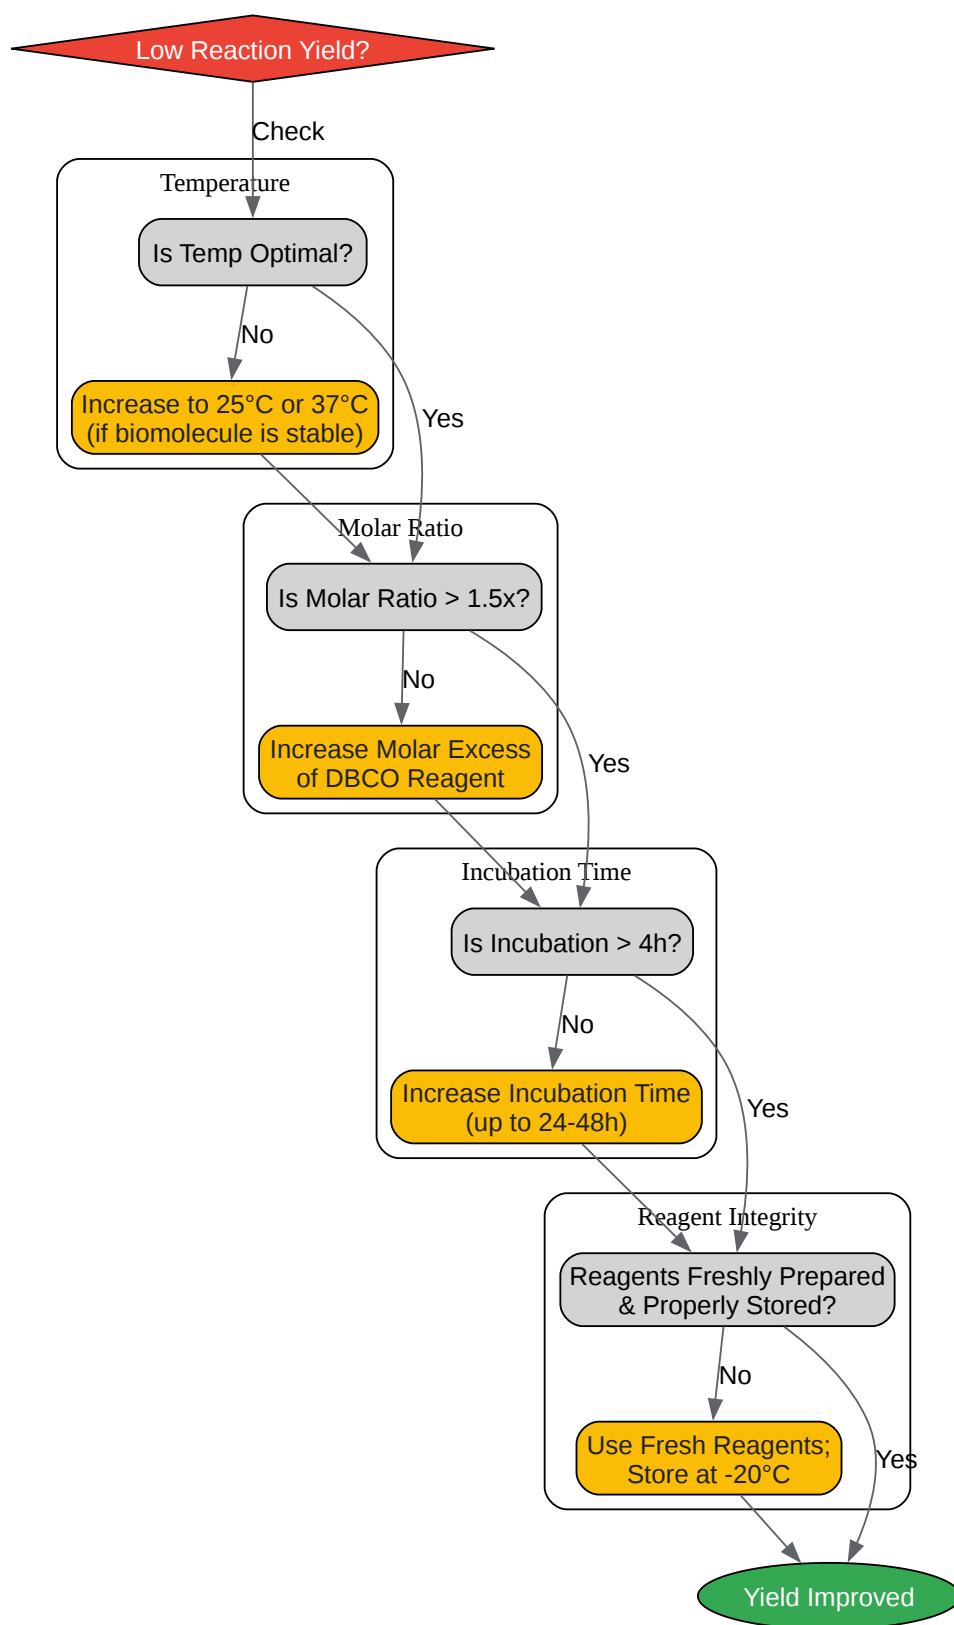 Low Reaction Yield?
Check
Temperature
Is Temp Optimal?
No
Increase to 25°C or 37°C
(if biomolecule is stable)
Yes
Molar Ratio
Is Molar Ratio > 1.5x?
No
Increase Molar Excess
of DBCO Reagent
Yes
Incubation Time
Is Incubation > 4h?
No
Increase Incubation Time
(up to 24-48h)
Yes
Reagent Integrity
Reagents Freshly Prepared
& Properly Stored?
No
Use Fresh Reagents;
Store at -20°C
Yes
Yield Improved